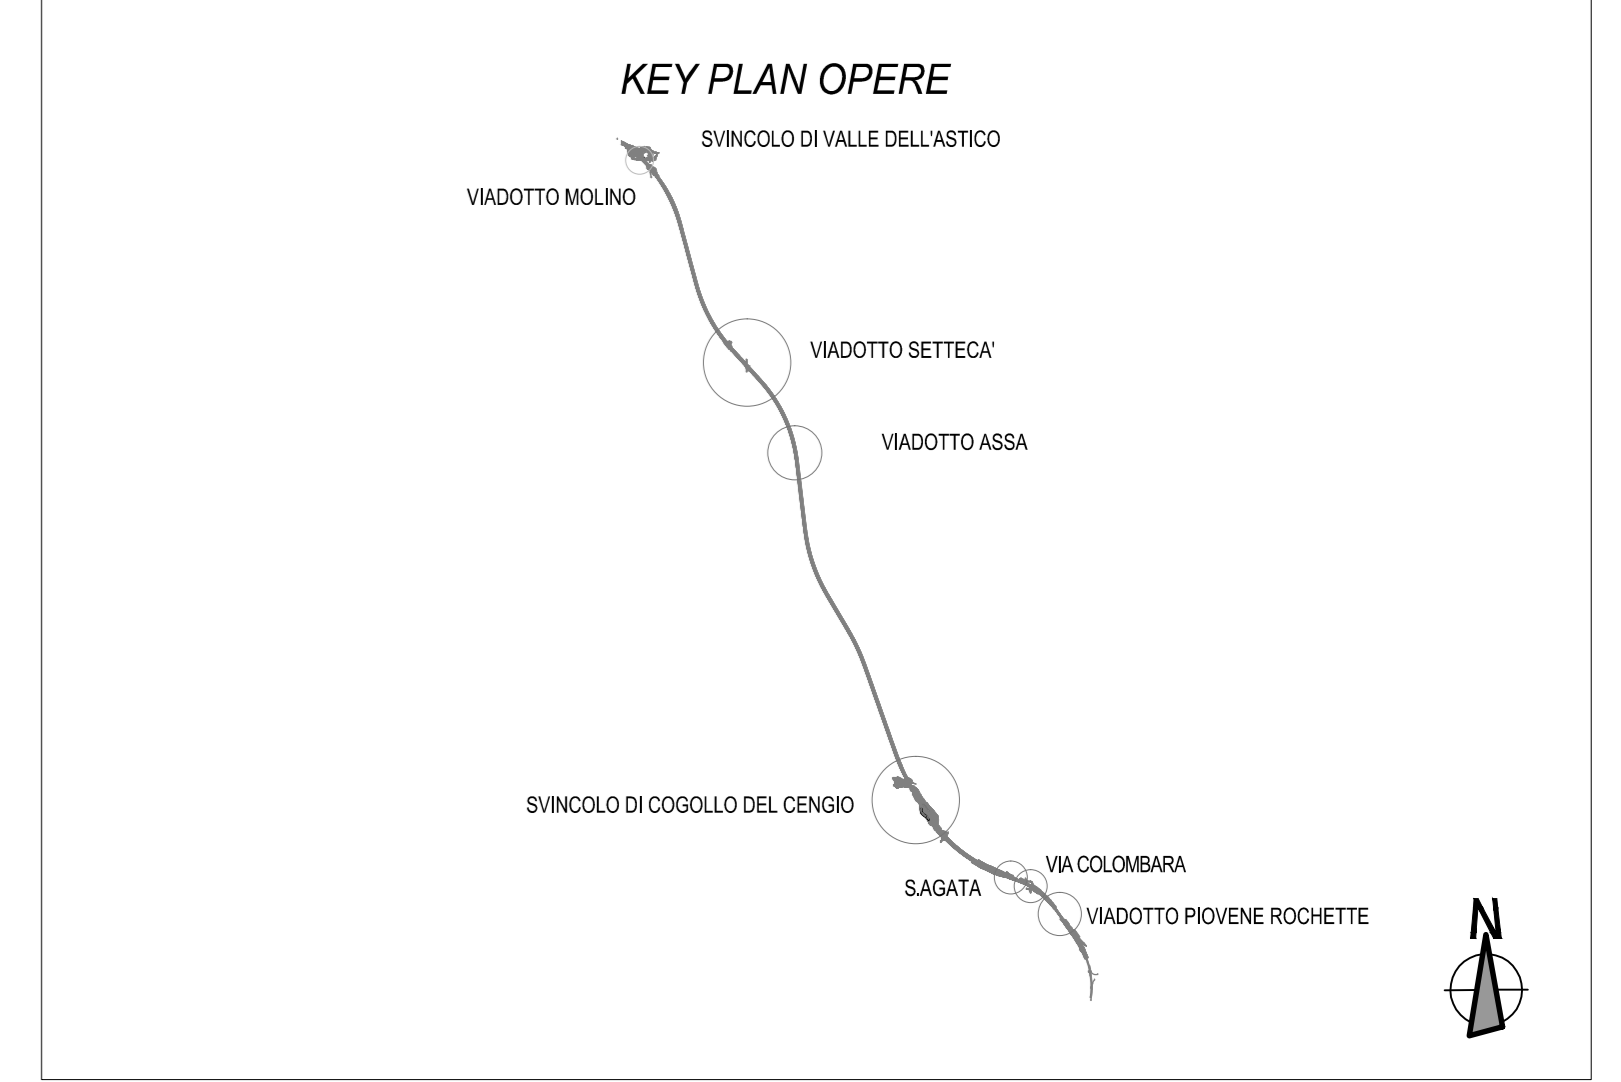 KEY PLAN OPERE
SVINCOLO DI VALLE DELL'ASTICO
VIADOTTO MOLINO
VIADOTTO SETTECA'
VIADOTTO ASSA
SVINCOLO DI COGOLLO DEL CENGIO
VIA COLOMBARA
S.AGATA
VIADOTTO PIOVENE ROCHETTE
N